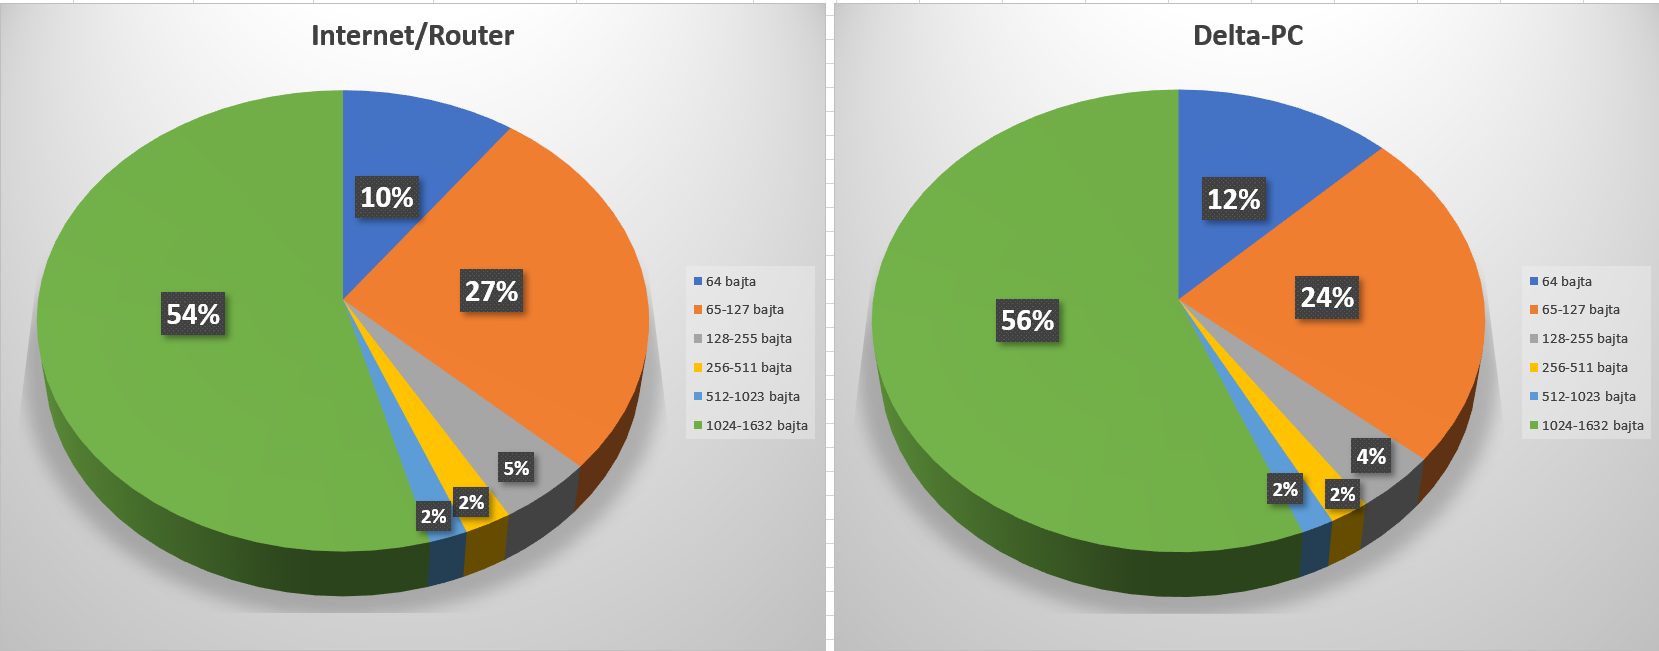 Internet/Router
10%
27%
54%
5%
2%
2%
64 bajta
65-127 bajta
128-255 bajta
256-511 bajta
512-1023 bajta
1024-1632 bajta
Delta-PC
12%
24%
56%
4%
2%
2%
64 bajta
65-127 bajta
128-255 bajta
256-511 bajta
512-1023 bajta
1024-1632 bajta